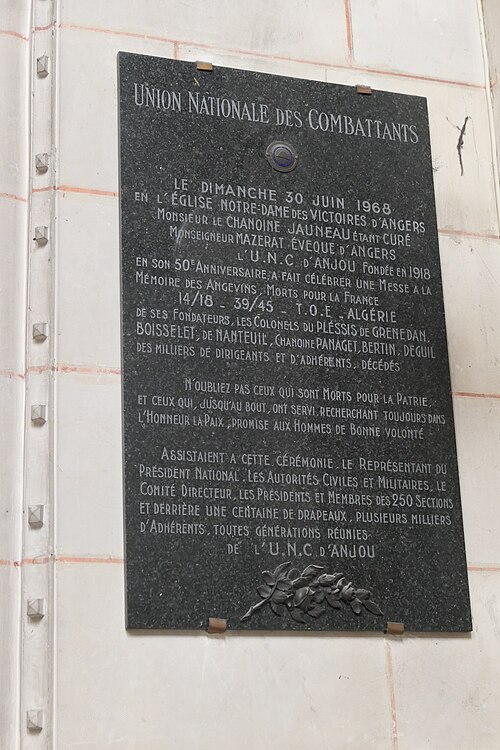 UNION NATIONALE DES COMBATTANTS
LE DIMANCHE 30 JUIN 1968
EN L'ÉGLISE NOTRE-DAME DES VICTOIRES D'ANGERS
MONSIEUR LE CHANOINE JAUNEAU ÉTANT CURÉ
MONSEIGNEUR MAZERAT ÉVEQUE D'ANGERS
L'U.N.C D'ANJOU FONDÉE EN 1918
EN SON 50E ANNIVERSAIRE, A FAIT CÉLÉBRER UNE MESSE A LA
MÉMOIRE DES ANGEVINS, MORTS POUR LA FRANCE
14/18 - 39/45 - T.O.E - ALGÉRIE
DE SES FONDATEURS, LES COLONELS DU PLESSIS DE GRENEDAN,
BOISSELET, DE NANTEUIL, CHANOINE PANAGET, BERTIN, DEGUIL
DES MILLIERS DE DIRIGEANTS ET D'ADHÉRENTS, DÉCÉDÉS
N'OUBLIEZ PAS CEUX QUI SONT MORTS POUR LA PATRIE,
ET CEUX QUI, JUSQU'AU BOUT, ONT SERVI, RECHERCHANT TOUJOURS DANS
L'HONNEUR LA PAIX, PROMISE AUX HOMMES DE BONNE VOLONTÉ
ASSISTAIENT A CETTE CÉRÉMONIE, LE REPRÉSENTANT DU
PRÉSIDENT NATIONAL, LES AUTORITÉS CIVILES ET MILITAIRES, LE
COMITÉ DIRECTEUR, LES PRÉSIDENTS ET MEMBRES DES 250 SECTIONS
ET DERRIÈRE UNE CENTAINE DE DRAPEAUX, PLUSIEURS MILLIERS
D'ADHÉRENTS, TOUTES GÉNÉRATIONS RÉUNIES
DE L'U.N.C D'ANJOU